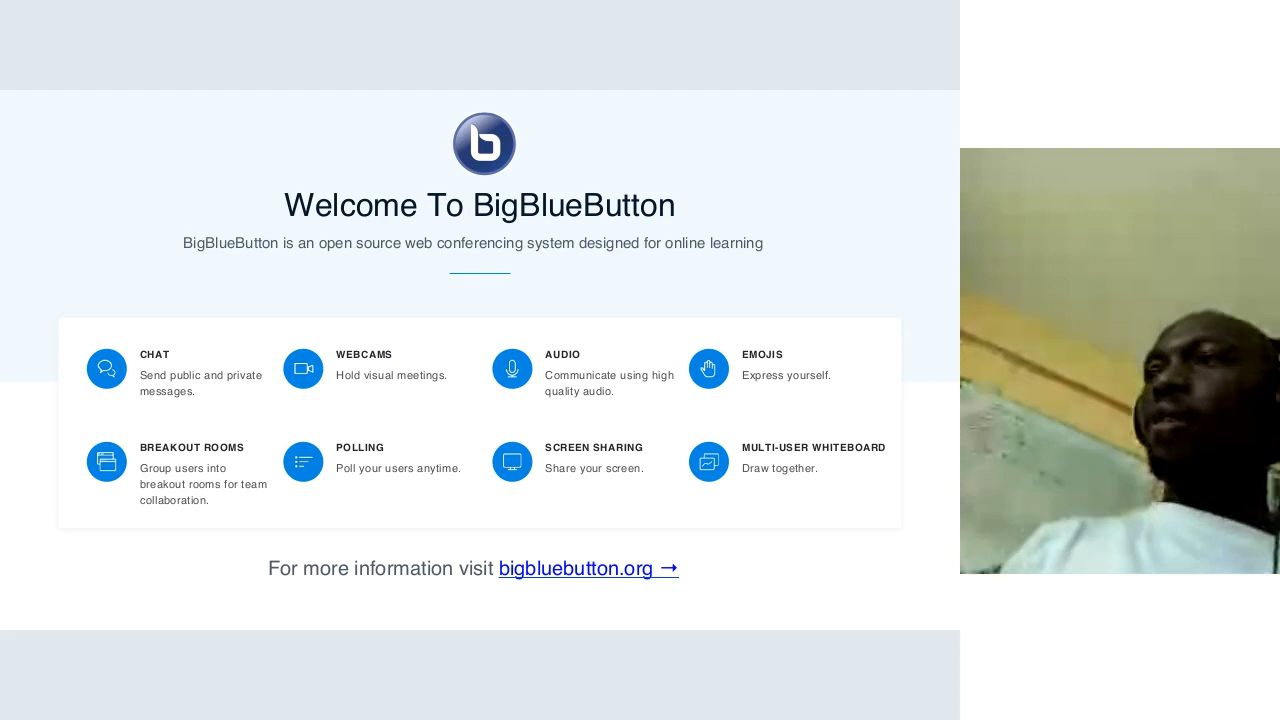 Welcome To BigBlueButton
BigBlueButton is an open source web conferencing system designed for online learning
CHAT
Send public and private
messages.
WEBCAMS
Hold visual meetings.
AUDIO
Communicate using high
quality audio.
EMOJIS
Express yourself.
BREAKOUT ROOMS
Group users into
breakout rooms for team
collaboration.
POLLING
Poll your users anytime.
SCREEN SHARING
Share your screen.
MULTI-USER WHITEBOARD
Draw together.
For more information visit bigbluebutton.org →